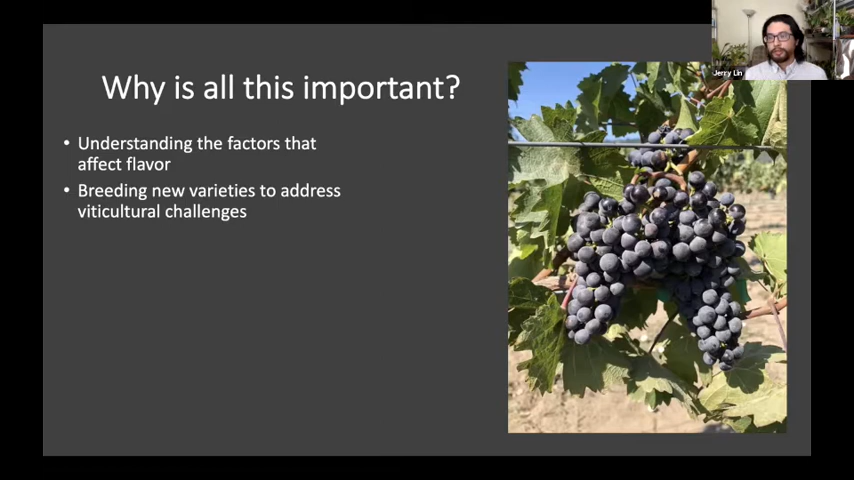 Jerry Lin
Why is all this important?
• Understanding the factors that
affect flavor
• Breeding new varieties to address
viticultural challenges